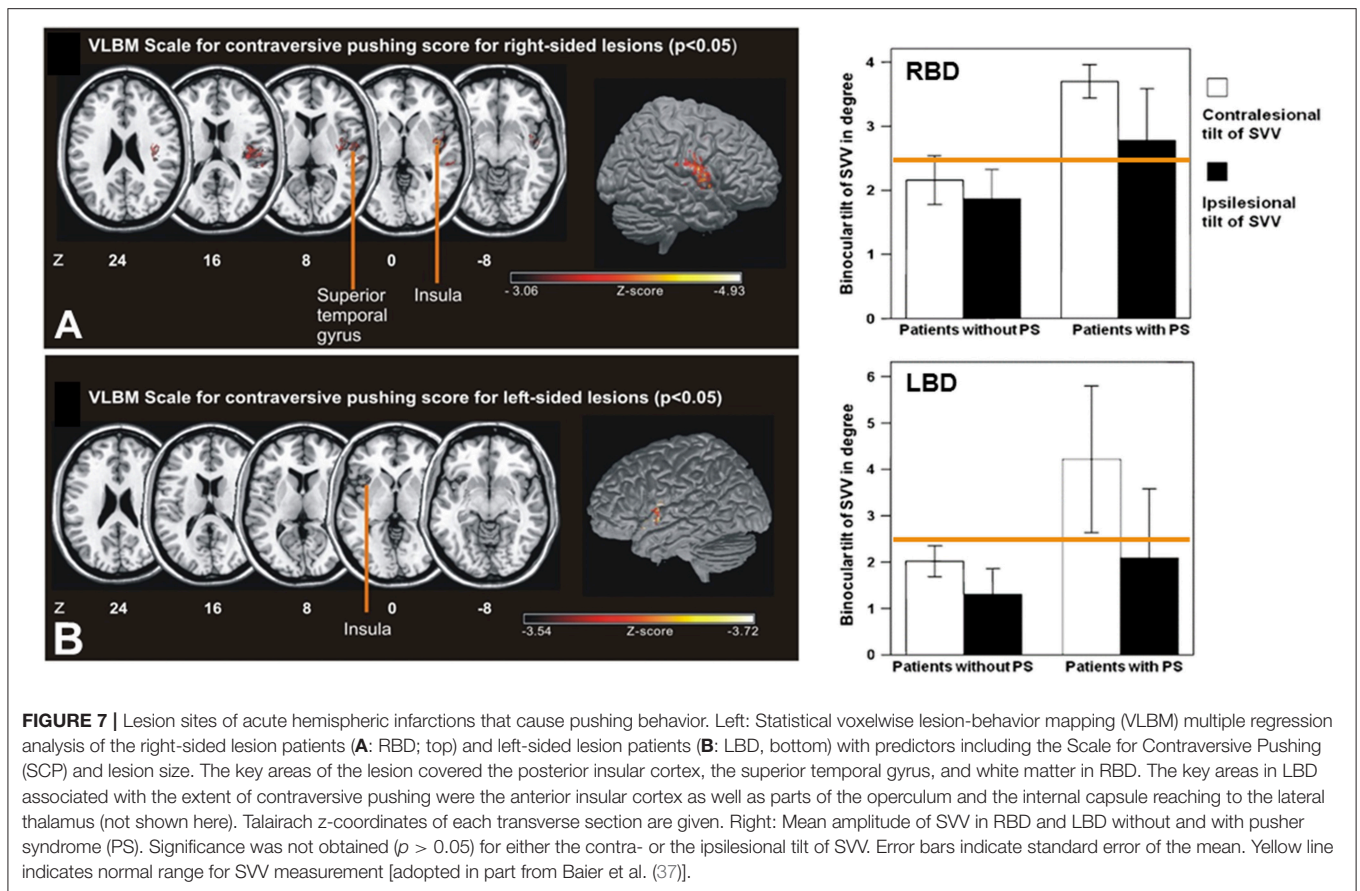 VLBM Scale for contraversive pushing score for right-sided lesions (p<0.05)
Z 24 16 8 0 -8
Superior
temporal
gyrus
Insula
- 3.06 Z-score -4.93
A
RBD
Binoculartilt of SVV in degree
4
3
2
1
0
Patients without PS Patients with PS
Contralesional
tilt of SVV
Ipsilesional
tilt of SVV
VLBM Scale for contraversive pushing score for left-sided lesions (p<0.05)
Z 24 16 8 0 -8
Insula
-3.54 Z-score -3.72
B
LBD
Binoculartilt of SVV in degree
6
5
4
3
2
1
0
Patients without PS Patients with PS
FIGURE 7 | Lesion sites of acute hemispheric infarctions that cause pushing behavior. Left: Statistical voxelwise lesion-behavior mapping (VLBM) multiple regression
analysis of the right-sided lesion patients (A: RBD; top) and left-sided lesion patients (B: LBD, bottom) with predictors including the Scale for Contraversive Pushing
(SCP) and lesion size. The key areas of the lesion covered the posterior insular cortex, the superior temporal gyrus, and white matter in RBD. The key areas in LBD
associated with the extent of contraversive pushing were the anterior insular cortex as well as parts of the operculum and the internal capsule reaching to the lateral
thalamus (not shown here). Talairach z-coordinates of each transverse section are given. Right: Mean amplitude of SVV in RBD and LBD without and with pusher
syndrome (PS). Significance was not obtained (p > 0.05) for either the contra- or the ipsilesional tilt of SVV. Error bars indicate standard error of the mean. Yellow line
indicates normal range for SVV measurement [adopted in part from Baier et al. (37)].